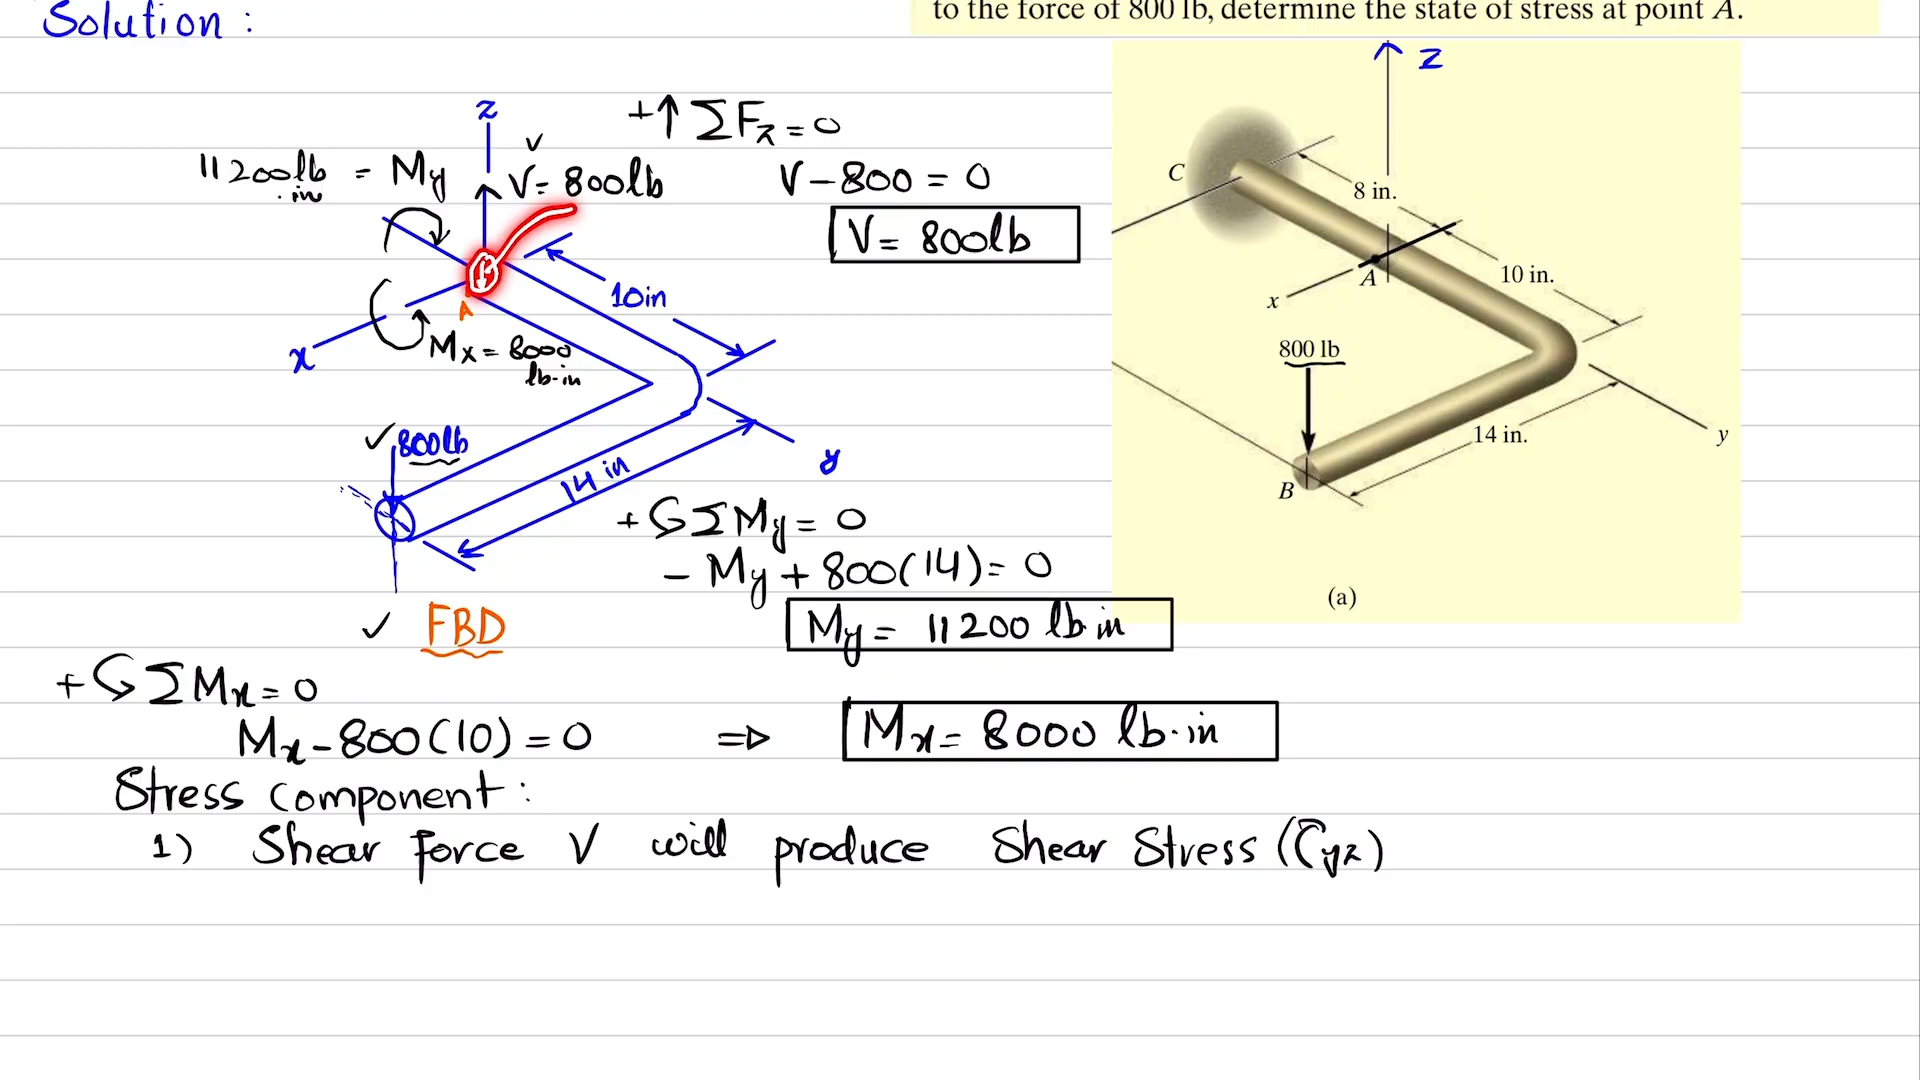 Solution :
to the force of 800 lb, determine the state of stress at point A.
z
z
+↑ ΣFz = 0
V
11200lb.in = My
V = 800lb
V - 800 = 0
V = 800lb
C
8 in.
10in
A
A
10 in.
x
x
Mx = 8000 lb-in
800 lb
800lb
14 in
14 in.
y
y
B
+ ΣMy = 0
- My + 800(14) = 0
(a)
FBD
My = 11200 lb.in
+ ΣMx = 0
Mx - 800(10) = 0 ⇒ Mx = 8000 lb.in
Stress component :
1) Shear force V will produce Shear Stress (τyz)